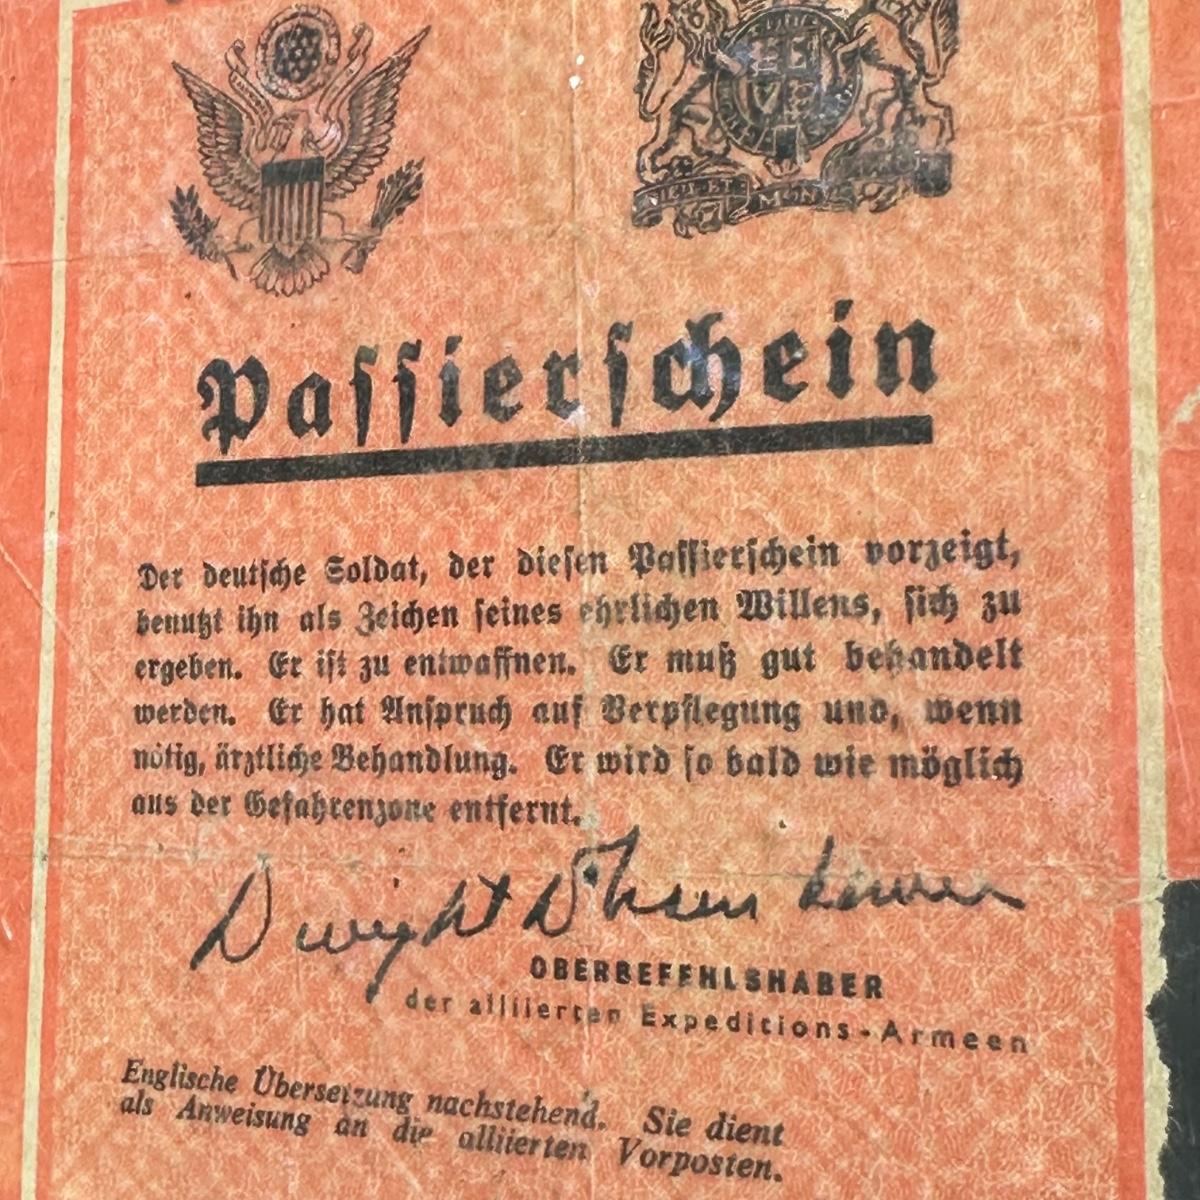 DIEU ET MON
Passierschein
Der deutsche Soldat, der diesen Passierschein vorzeigt,
benutzt ihn als Zeichen seines ehrlichen Willens, sich zu
ergeben. Er ist zu entwaffnen. Er muß gut behandelt
werden. Er hat Anspruch auf Verpflegung und, wenn
nötig, ärztliche Behandlung. Er wird so bald wie möglich
aus der Gefahrenzone entfernt.
Dwight D Eisenhower
OBERBEFEHLSHABER
der alliierten Expeditions-Armeen
Englische Übersetzung nachstehend. Sie dient
als Anweisung an die alliierten Vorposten.